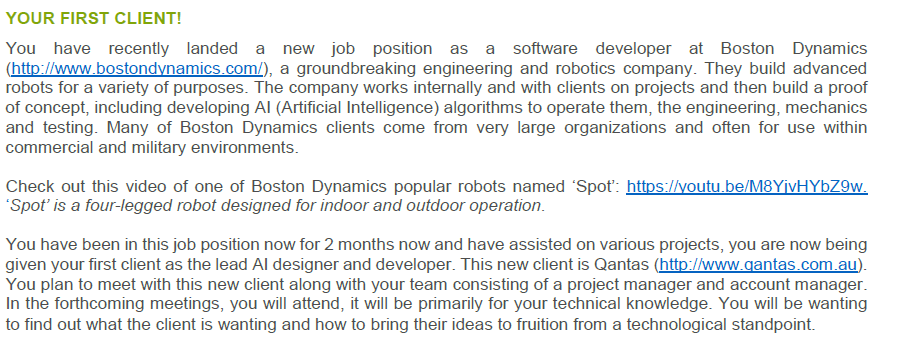 YOUR FIRST CLIENT!
You have recently landed a new job position as a software developer at Boston Dynamics
(http://www.bostondynamics.com/), a groundbreaking engineering and robotics company. They build advanced
robots for a variety of purposes. The company works internally and with clients on projects and then build a proof
of concept, including developing AI (Artificial Intelligence) algorithms to operate them, the engineering, mechanics
and testing. Many of Boston Dynamics clients come from very large organizations and often for use within
commercial and military environments.
Check out this video of one of Boston Dynamics popular robots named ‘Spot’: https://youtu.be/M8YjvHYbZ9w.
‘Spot’ is a four-legged robot designed for indoor and outdoor operation.
You have been in this job position now for 2 months now and have assisted on various projects, you are now being
given your first client as the lead AI designer and developer. This new client is Qantas (http://www.qantas.com.au).
You plan to meet with this new client along with your team consisting of a project manager and account manager.
In the forthcoming meetings, you will attend, it will be primarily for your technical knowledge. You will be wanting
to find out what the client is wanting and how to bring their ideas to fruition from a technological standpoint.